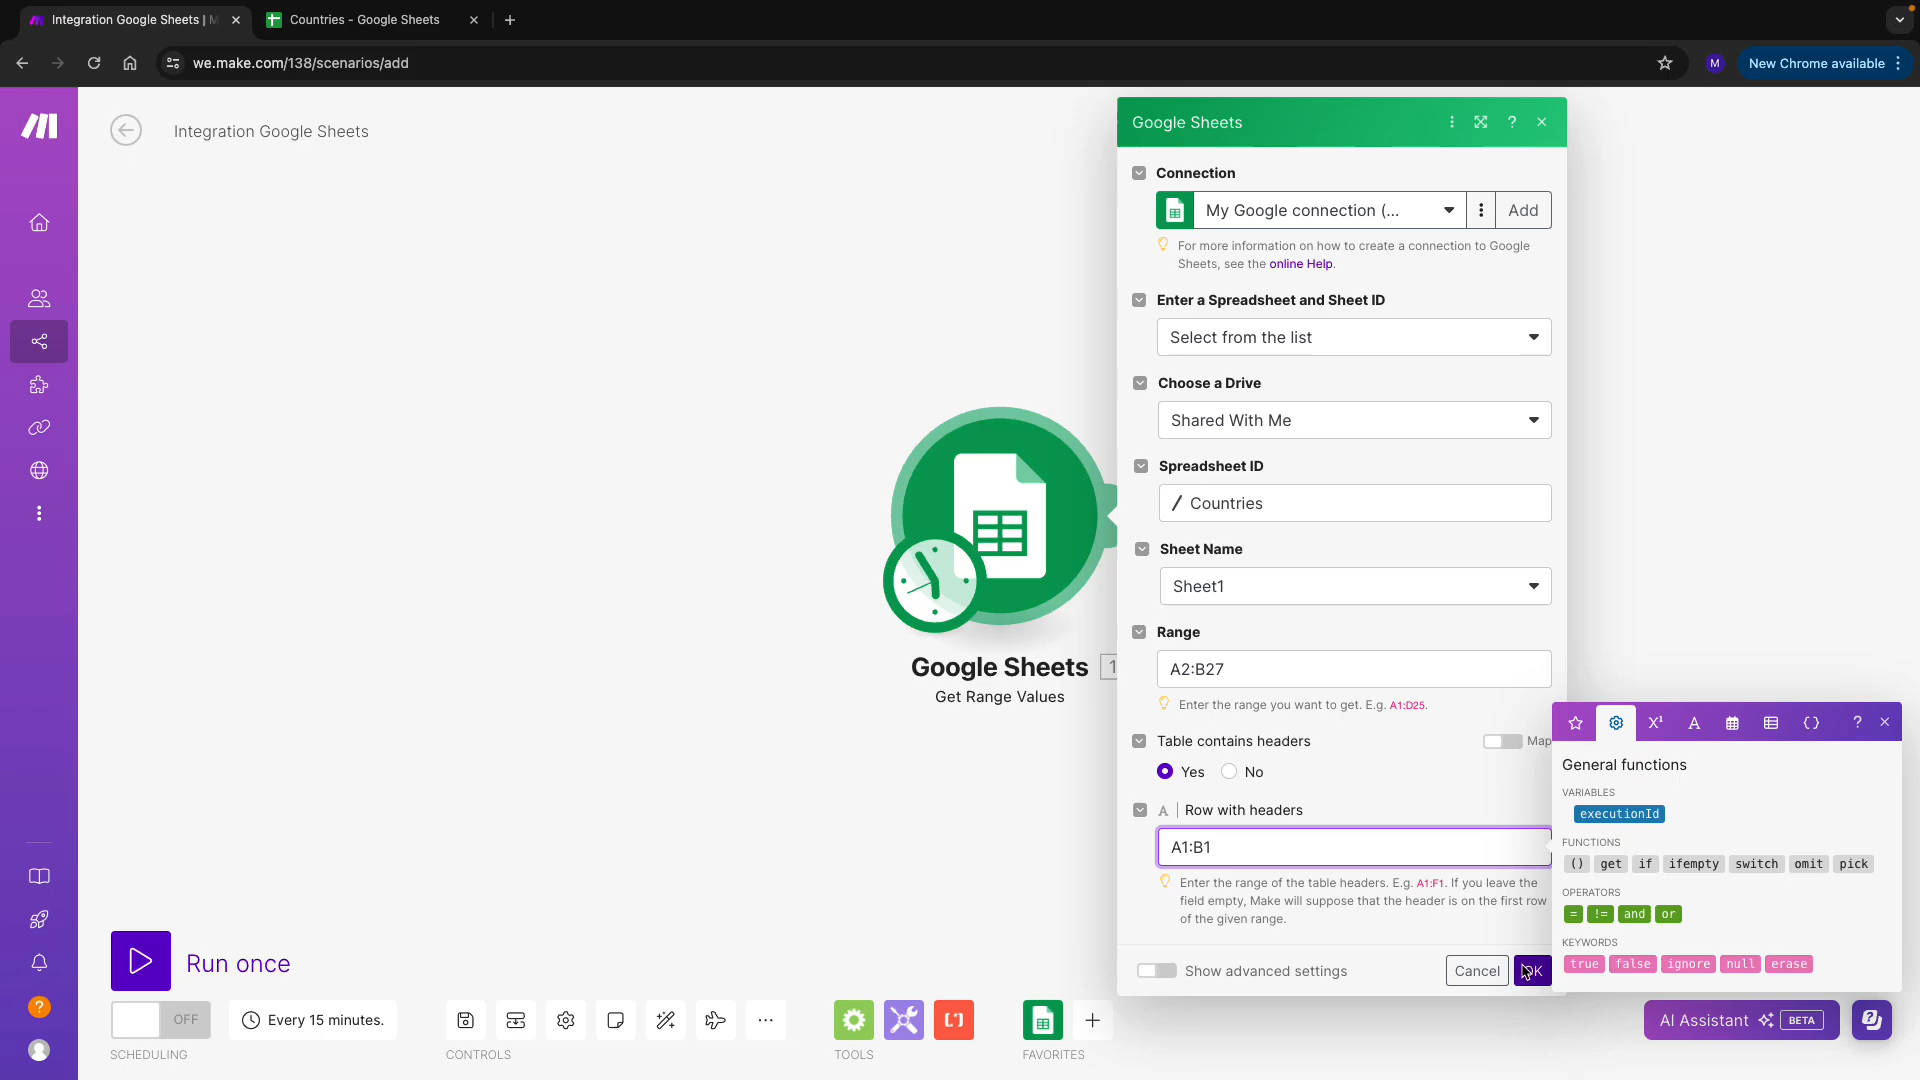 Integration Google Sheets | M
Countries - Google Sheets
we.make.com/138/scenarios/add
M
New Chrome available
Integration Google Sheets
Google Sheets
?
Connection
My Google connection (...
Add
For more information on how to create a connection to Google
Sheets, see the online Help.
Enter a Spreadsheet and Sheet ID
Select from the list
Choose a Drive
Shared With Me
Spreadsheet ID
/ Countries
Sheet Name
Sheet1
Range
A2:B27
Enter the range you want to get. E.g. A1:D25.
Table contains headers
Map
Yes
No
A | Row with headers
A1:B1
Enter the range of the table headers. E.g. A1:F1. If you leave the
field empty, Make will suppose that the header is on the first row
of the given range.
Show advanced settings
Cancel
OK
Google Sheets
1
Get Range Values
X¹
A
{}
?
General functions
VARIABLES
executionId
FUNCTIONS
() get if ifempty switch omit pick
OPERATORS
= != and or
KEYWORDS
true false ignore null erase
Run once
OFF
Every 15 minutes.
SCHEDULING
CONTROLS
TOOLS
FAVORITES
AI Assistant
BETA
?